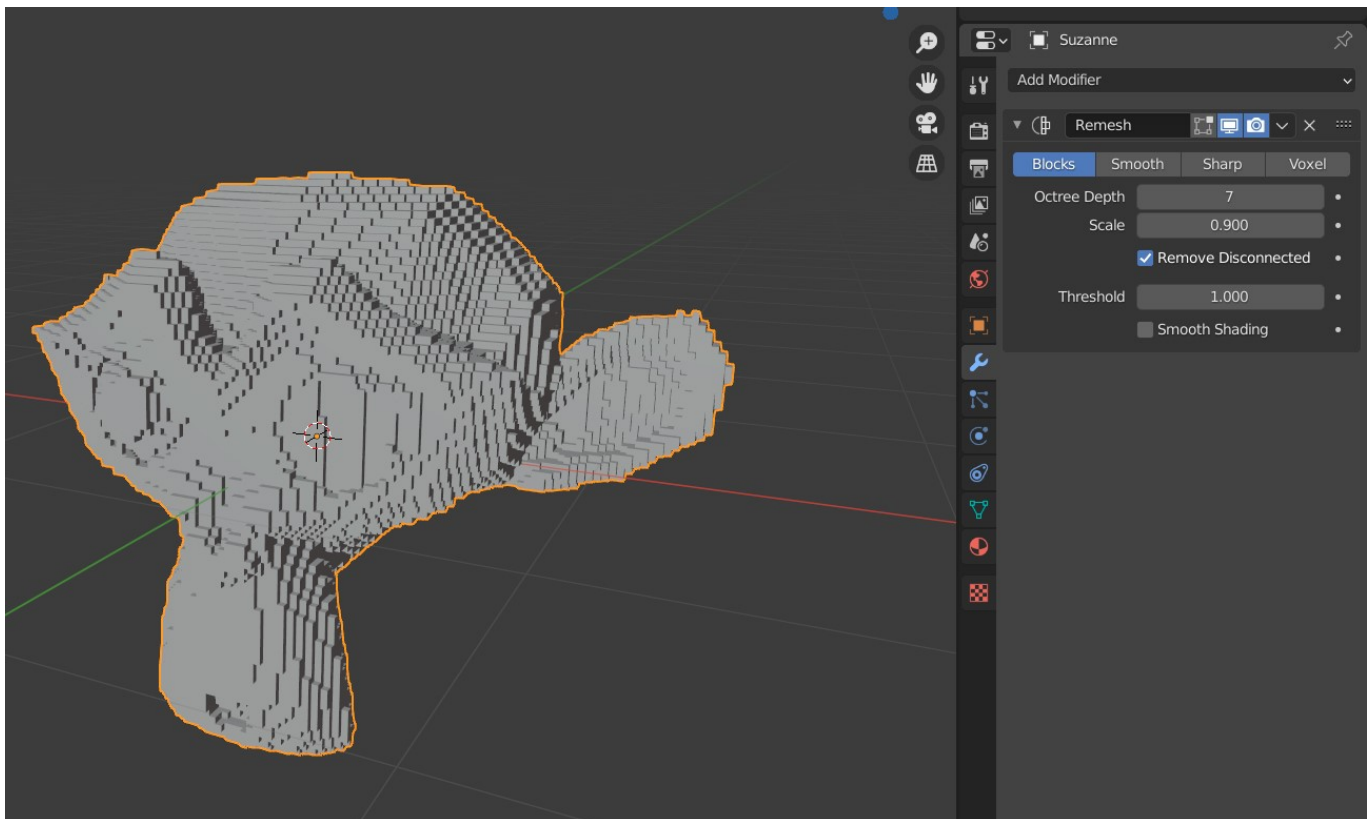 Suzanne
Add Modifier
Remesh
Blocks Smooth Sharp Voxel
Octree Depth 7
Scale 0.900
Remove Disconnected
Threshold 1.000
Smooth Shading